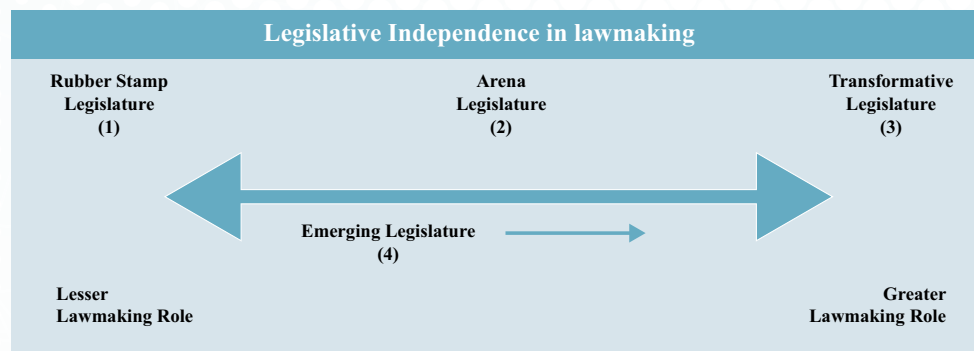 Legislative Independence in lawmaking
Rubber Stamp
Legislature
(1)
Arena
Legislature
(2)
Transformative
Legislature
(3)
Emerging Legislature
(4)
Lesser
Lawmaking Role
Greater
Lawmaking Role